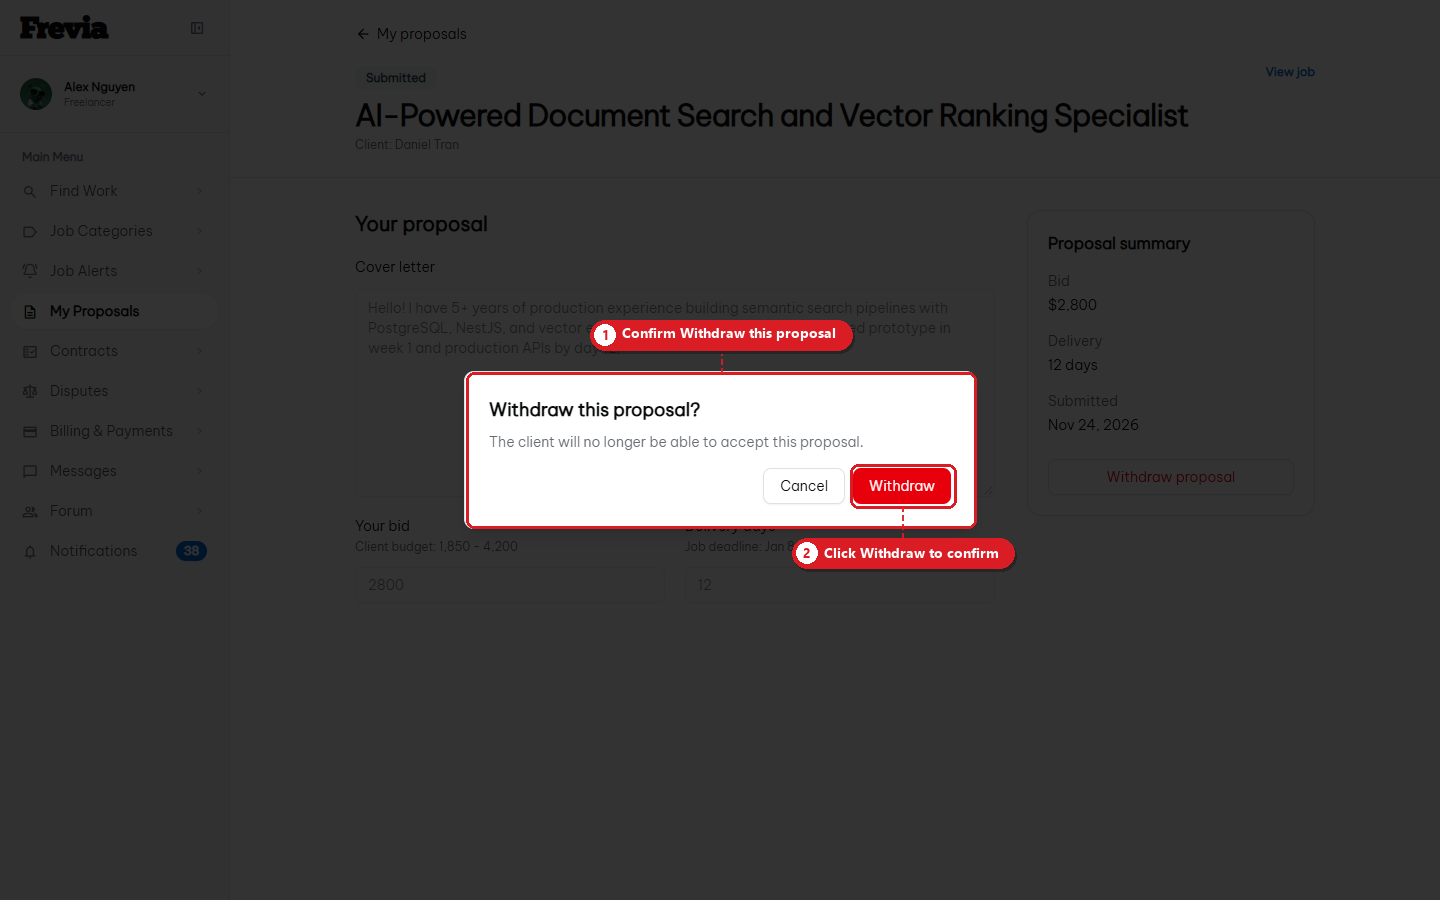 Frevia
Alex Nguyen
Freelancer
Main Menu
Find Work
Job Categories
Job Alerts
My Proposals
Contracts
Disputes
Billing & Payments
Messages
Forum
Notifications 38
My proposals
Submitted
View job
AI-Powered Document Search and Vector Ranking Specialist
Client: Daniel Tran
Your proposal
Cover letter
Hello! I have 5+ years of production experience building semantic search pipelines with
PostgreSQL, NestJS, and vector ed prototype in
week 1 and production APIs by day
1 Confirm Withdraw this proposal
Withdraw this proposal?
The client will no longer be able to accept this proposal.
Cancel
Withdraw
2 Click Withdraw to confirm
Your bid
Client budget: 1,850 - 4,200
2800
Delivery days
Job deadline: Jan
12
Proposal summary
Bid
$2,800
Delivery
12 days
Submitted
Nov 24, 2026
Withdraw proposal